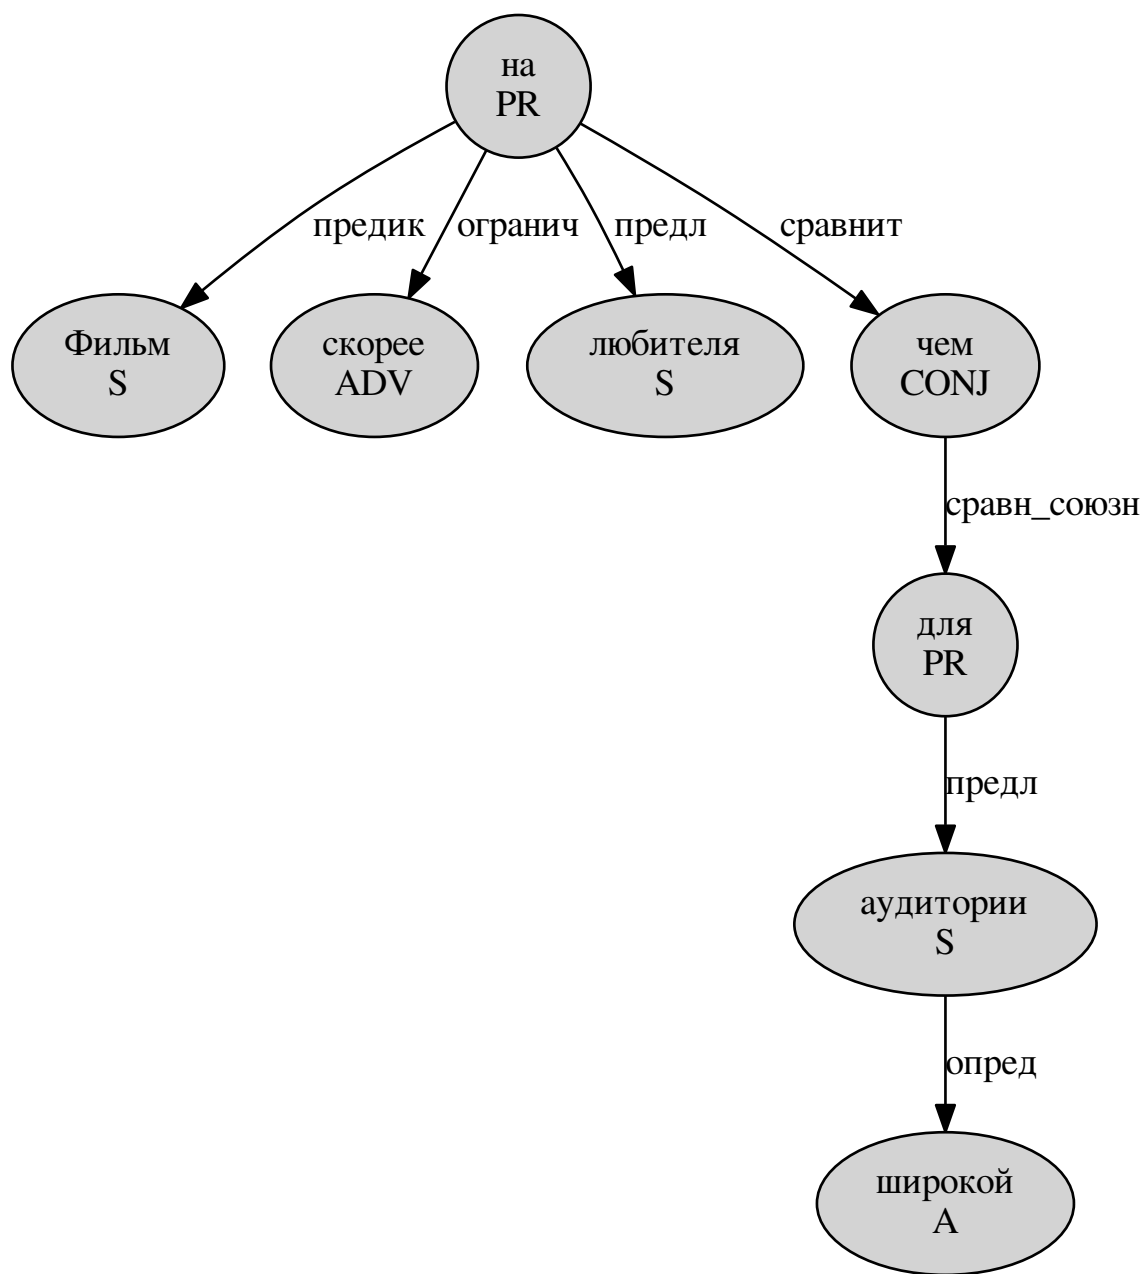 на
PR
предик
огранич
предл
сравнит
Фильм
S
скорее
ADV
любителя
S
чем
CONJ
сравн_союзн
для
PR
предл
аудитории
S
опред
широкой
A